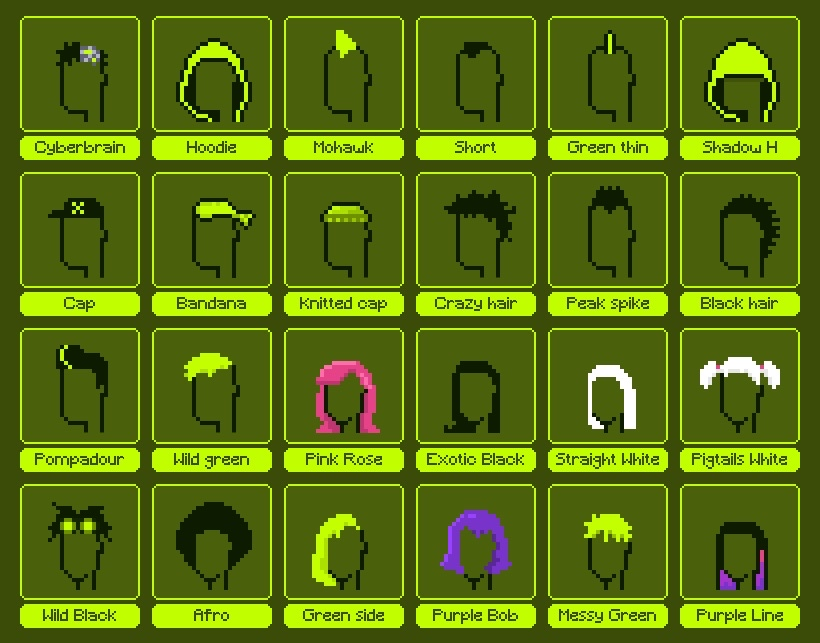 Cyberbrain
Hoodie
Mohawk
Short
Green thin
Shadow H
Cap
Bandana
Knitted cap
Crazy hair
Peak spike
Black hair
Pompadour
Wild green
Pink Rose
Exotic Black
Straight White
Pigtails White
Wild Black
Afro
Green side
Purple Bob
Messy Green
Purple Line